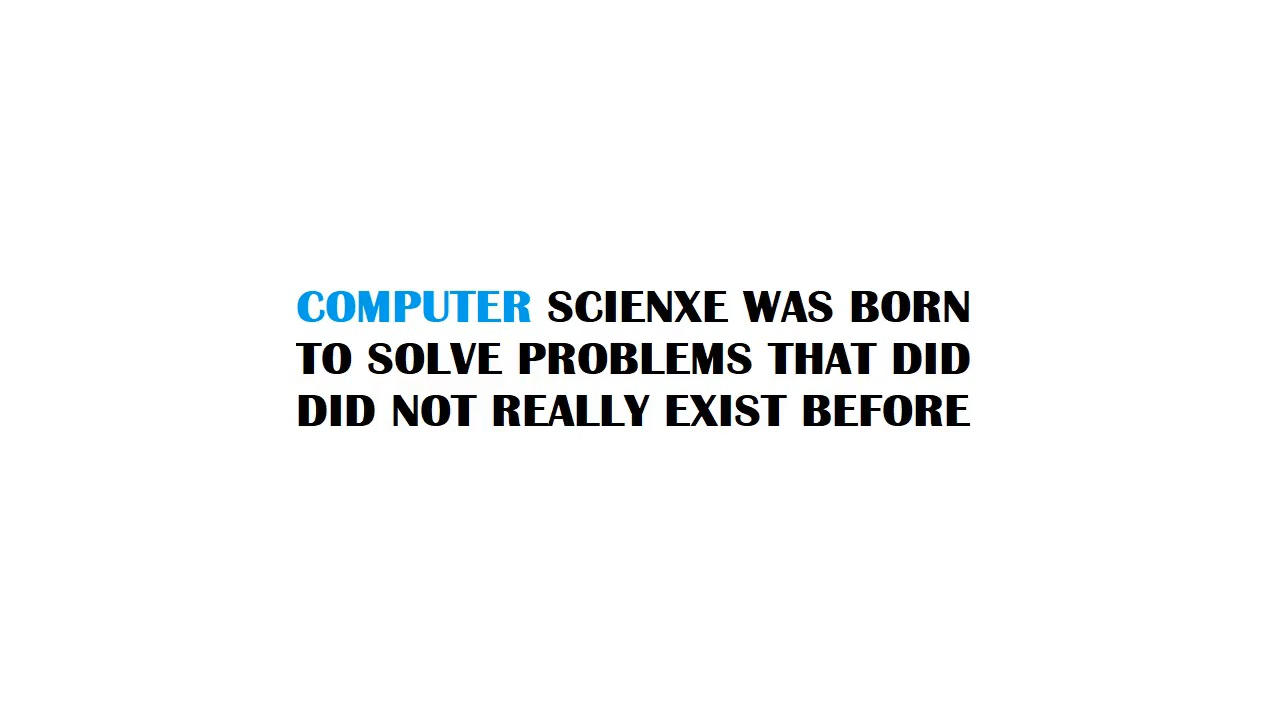 COMPUTER SCIENXE WAS BORN
TO SOLVE PROBLEMS THAT DID
DID NOT REALLY EXIST BEFORE